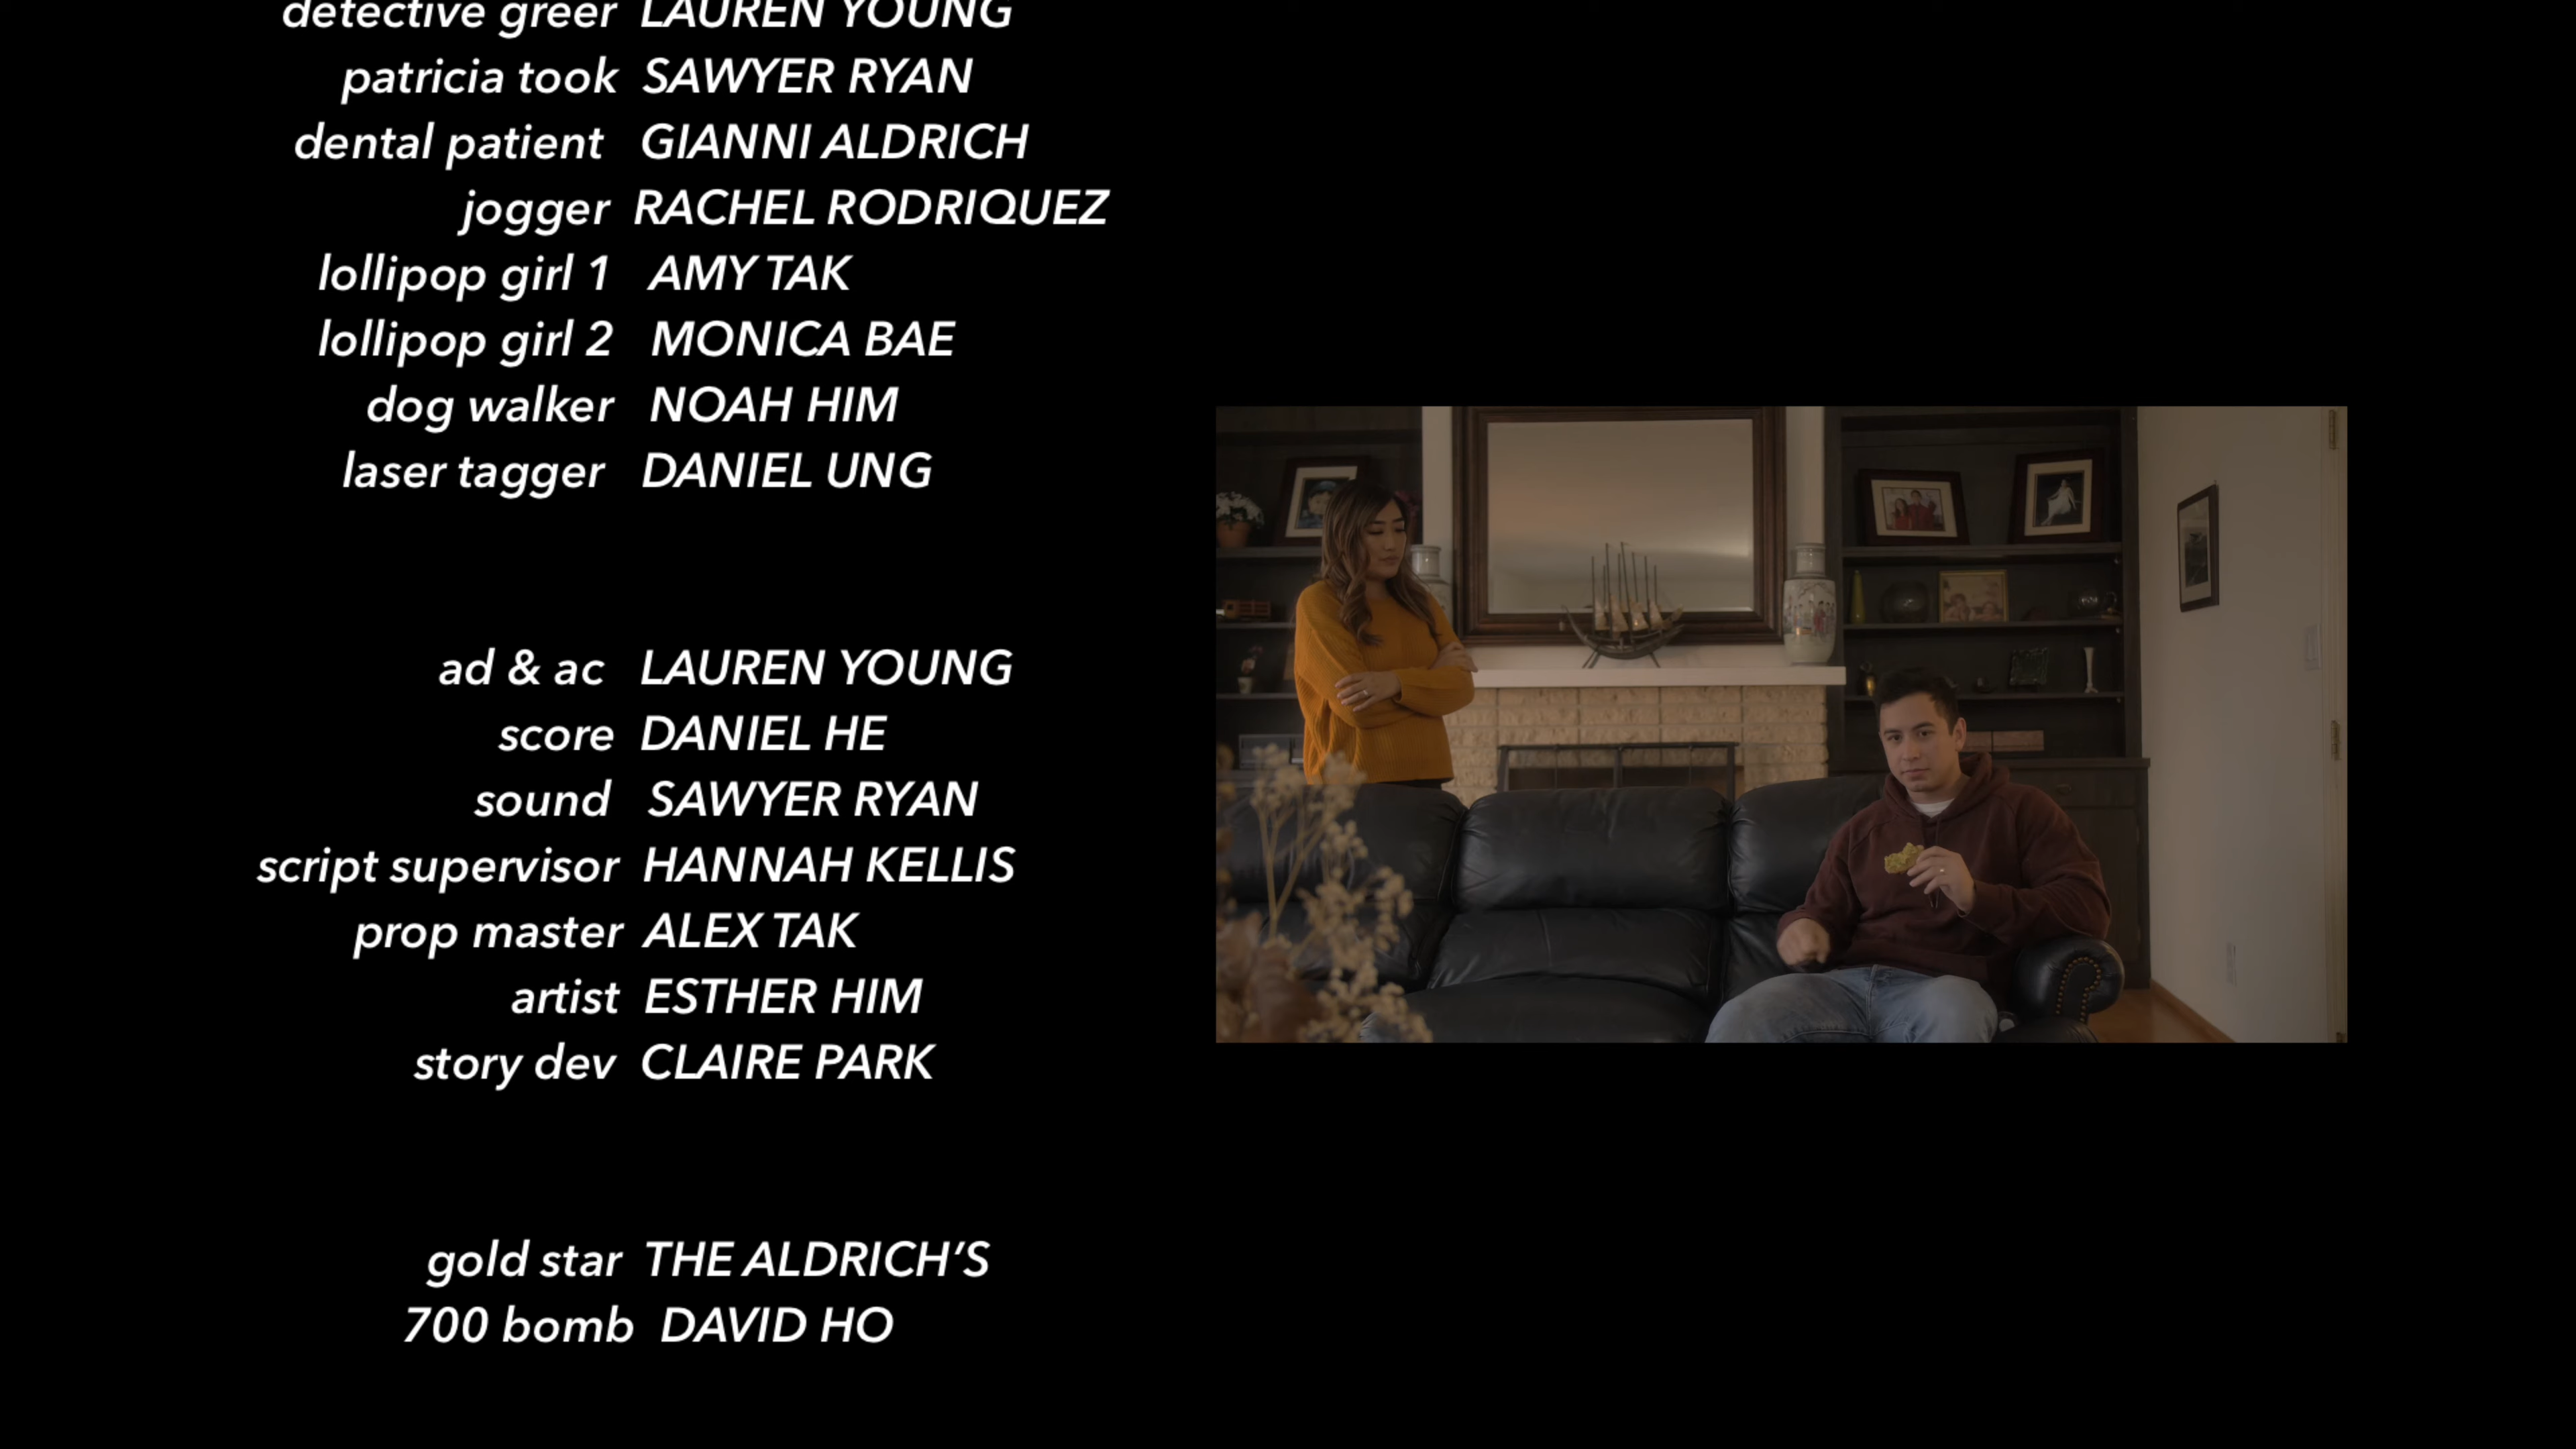 detective greer LAUREN YOUNG
patricia took SAWYER RYAN
dental patient GIANNI ALDRICH
jogger RACHEL RODRIQUEZ
lollipop girl 1 AMY TAK
lollipop girl 2 MONICA BAE
dog walker NOAH HIM
laser tagger DANIEL UNG
ad & ac LAUREN YOUNG
score DANIEL HE
sound SAWYER RYAN
script supervisor HANNAH KELLIS
prop master ALEX TAK
artist ESTHER HIM
story dev CLAIRE PARK
gold star THE ALDRICH’S
700 bomb DAVID HO